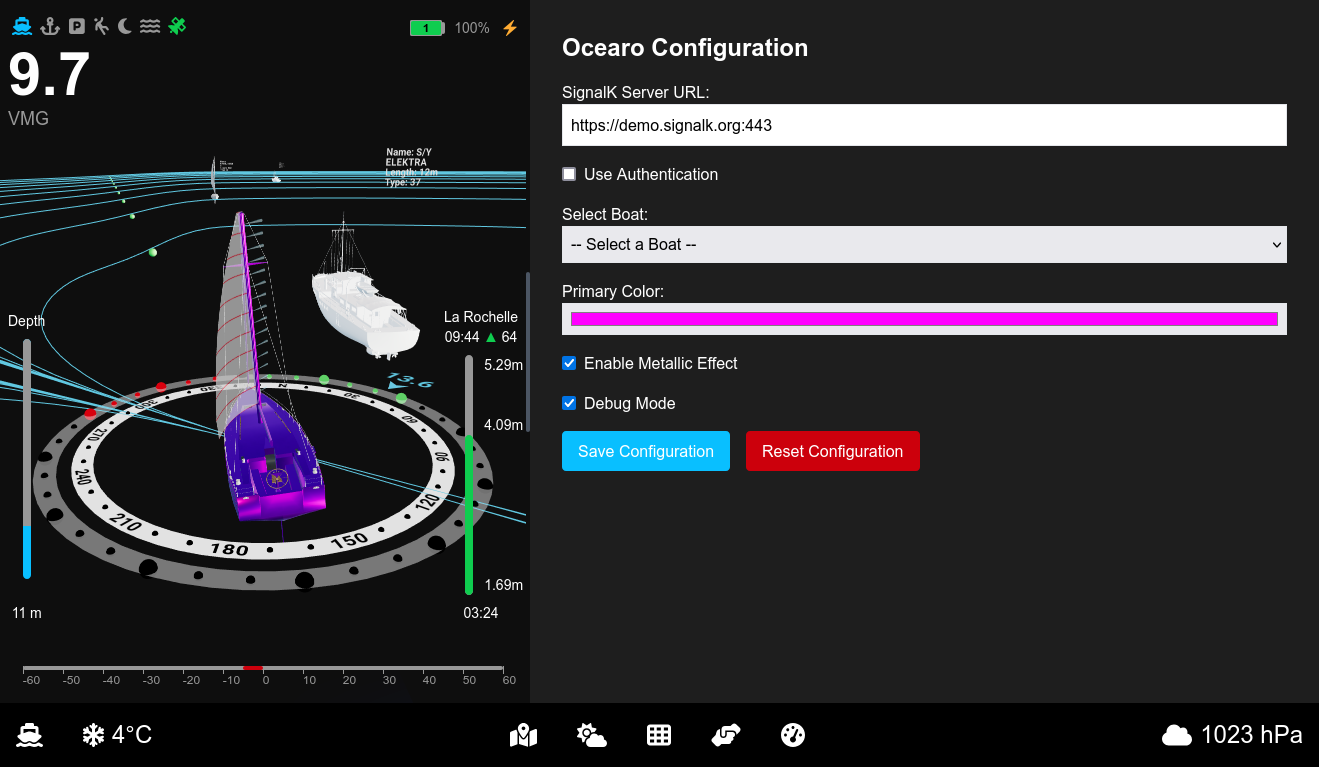 1
100%
9.7
VMG
Name: S/Y
ELEKTRA
Length: 12m
Type: 37
Depth
La Rochelle
09:44 ▲ 64
5.29m
13.6
4.09m
330
N
30
60
90
120
150
180
210
240
270
300
1.69m
11 m
03:24
-60 -50 -40 -30 -20 -10 0 10 20 30 40 50 60
Ocearo Configuration
SignalK Server URL:
https://demo.signalk.org:443
Use Authentication
Select Boat:
-- Select a Boat --
Primary Color:
Enable Metallic Effect
Debug Mode
Save Configuration
Reset Configuration
4°C
1023 hPa